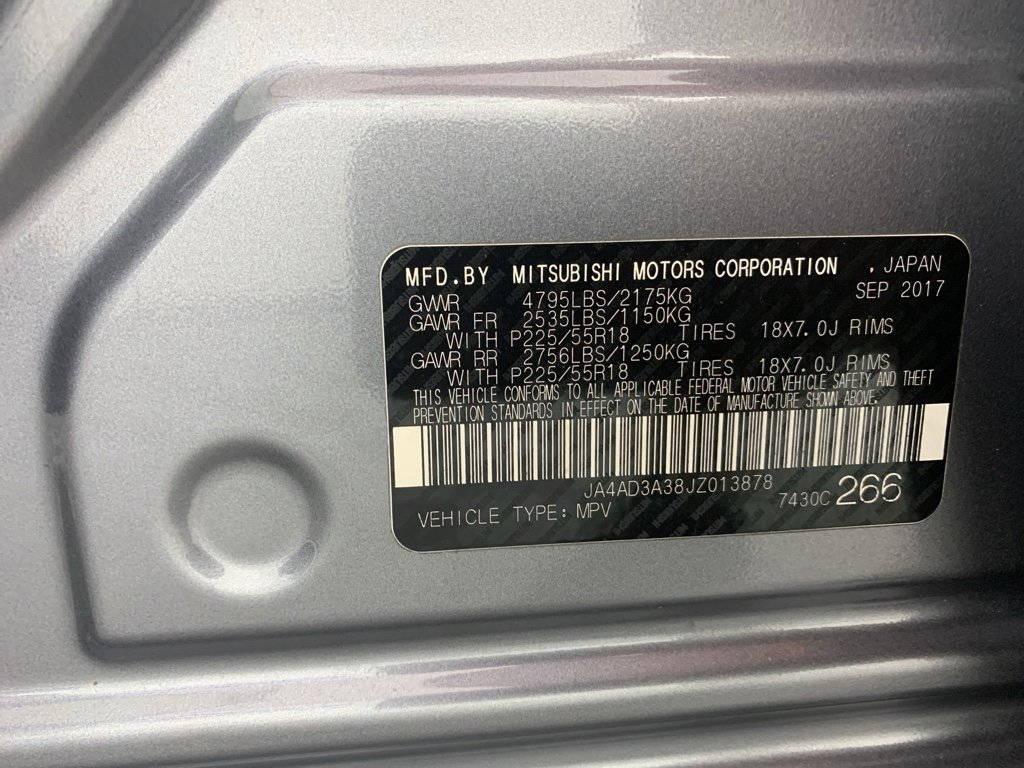 MFD.BY MITSUBISHI MOTORS CORPORATION , JAPAN
GVWR 4795LBS/2175KG SEP 2017
GAWR FR 2535LBS/1150KG
WITH P225/55R18 TIRES 18X7.0J RIMS
GAWR RR 2756LBS/1250KG
WITH P225/55R18 TIRES 18X7.0J RIMS
THIS VEHICLE CONFORMS TO ALL APPLICABLE FEDERAL MOTOR VEHICLE SAFETY AND THEFT
PREVENTION STANDARDS IN EFFECT ON THE DATE OF MANUFACTURE SHOWN ABOVE.
JA4AD3A38JZ013878 7430C 266
VEHICLE TYPE: MPV